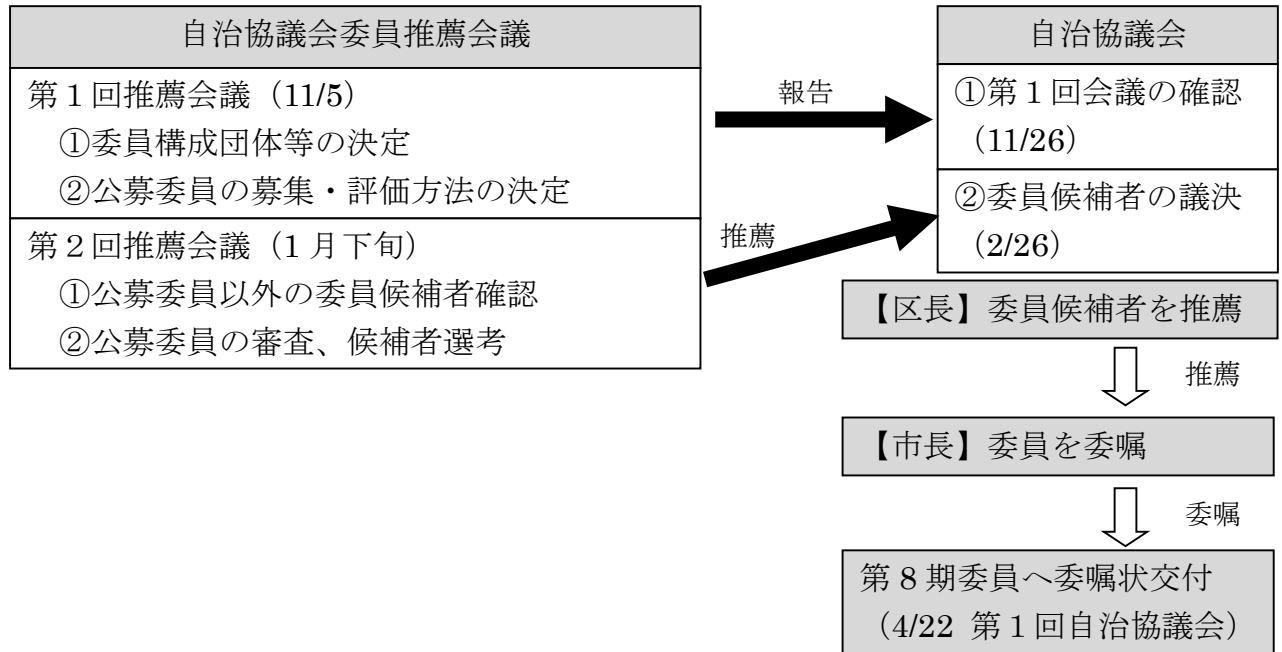 自治協議会委員推薦会議
第１回推薦会議（11/5）
①委員構成団体等の決定
②公募委員の募集・評価方法の決定
第２回推薦会議（1月下旬）
①公募委員以外の委員候補者確認
②公募委員の審査、候補者選考
報告
推薦
自治協議会
①第１回会議の確認
（11/26）
②委員候補者の議決
（2/26）
【区長】委員候補者を推薦
推薦
【市長】委員を委嘱
委嘱
第８期委員へ委嘱状交付
（4/22 第１回自治協議会）